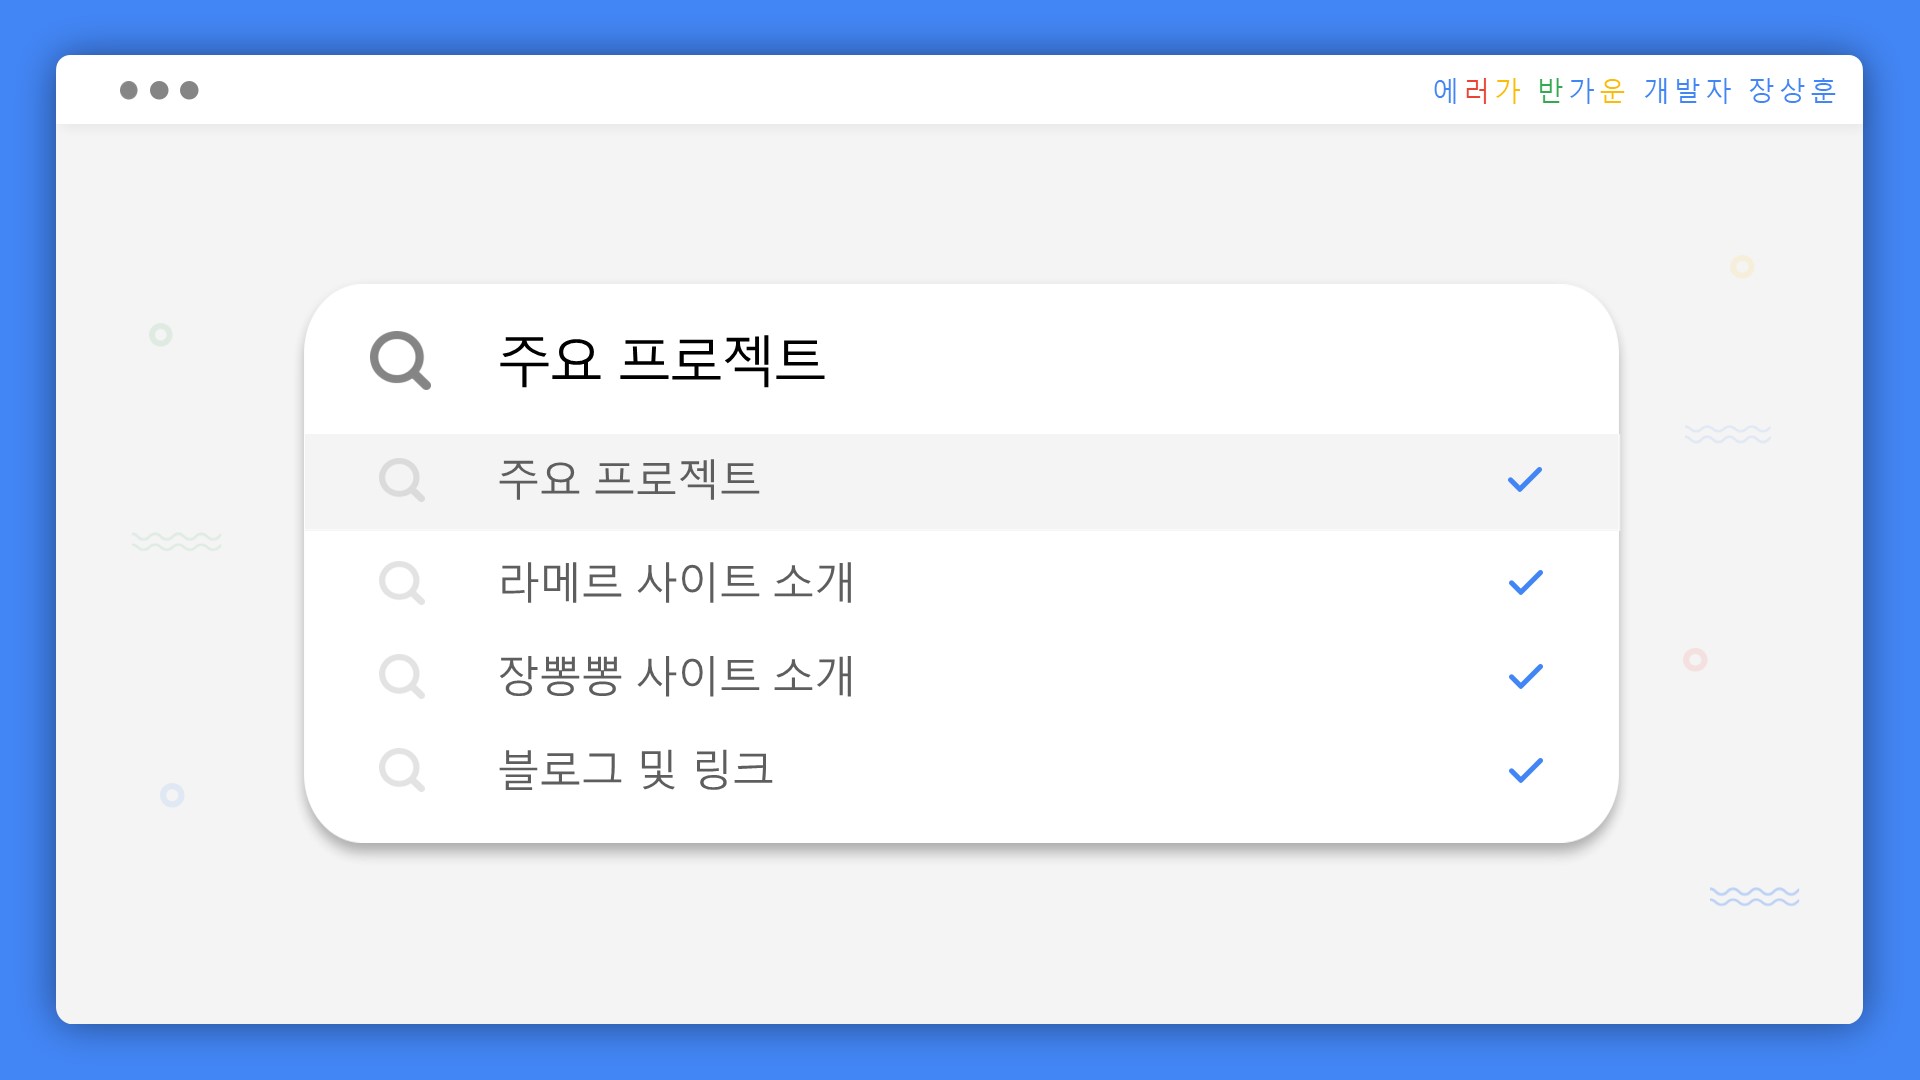 에러가 반가운 개발자 장상훈
주요 프로젝트
주요 프로젝트
라메르 사이트 소개
장뽕뽕 사이트 소개
블로그 및 링크